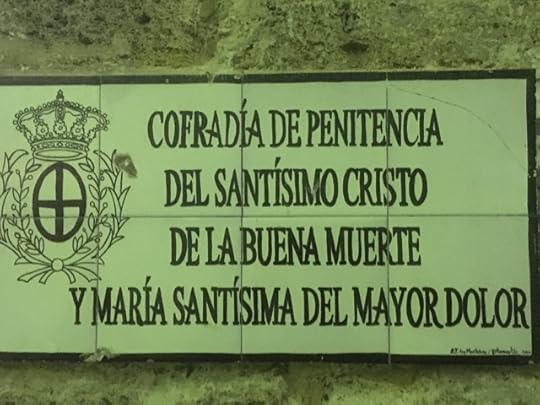 COFRADÍA DE PENITENCIA
DEL SANTÍSIMO CRISTO
DE LA BUENA MUERTE
Y MARÍA SANTÍSIMA DEL MAYOR DOLOR